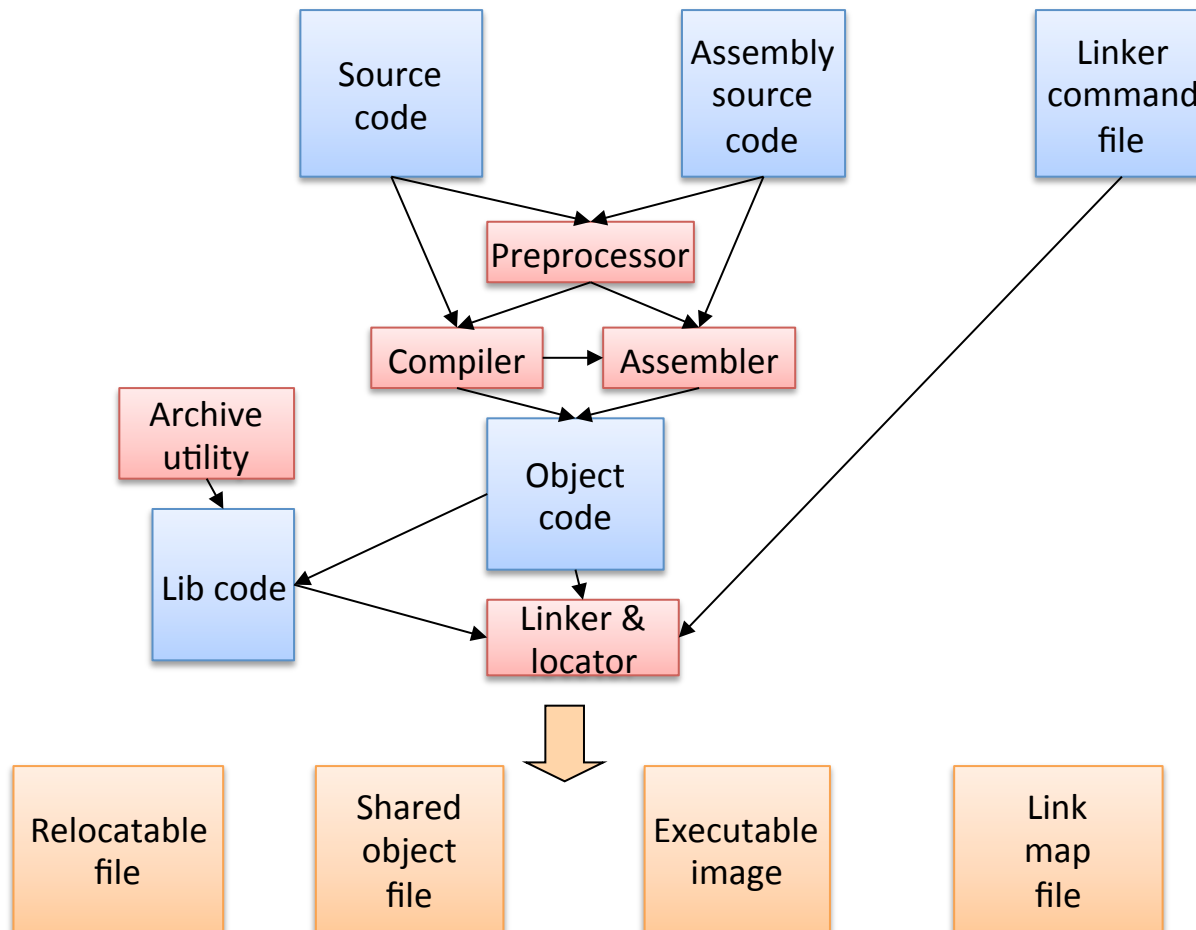 Source
code
Assembly
source
code
Linker
command
file
Preprocessor
Compiler
Assembler
Archive
utility
Object
code
Lib code
Linker &
locator
Relocatable
file
Shared
object
file
Executable
image
Link
map
file